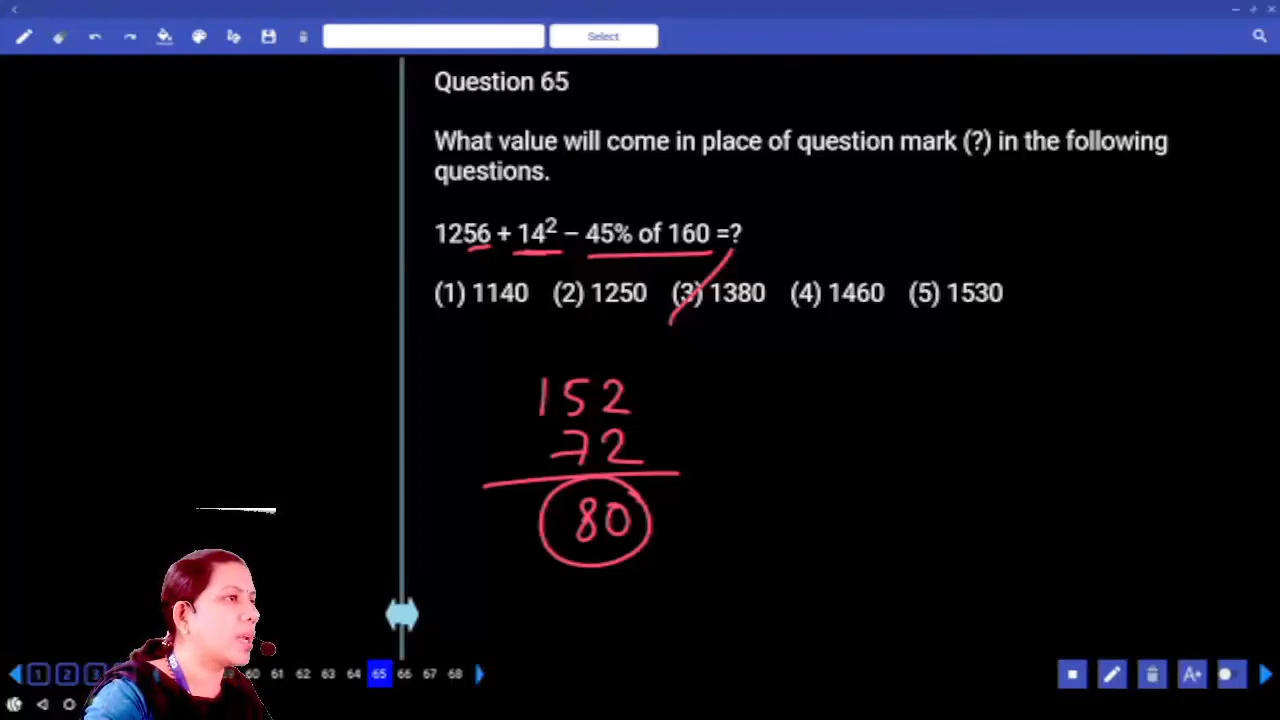 Select
Question 65
What value will come in place of question mark (?) in the following
questions.
1256 + 14² – 45% of 160 =?
(1) 1140 (2) 1250 (3) 1380 (4) 1460 (5) 1530
152
72
80
1 2 3 60 61 62 63 64 65 66 67 68
A+